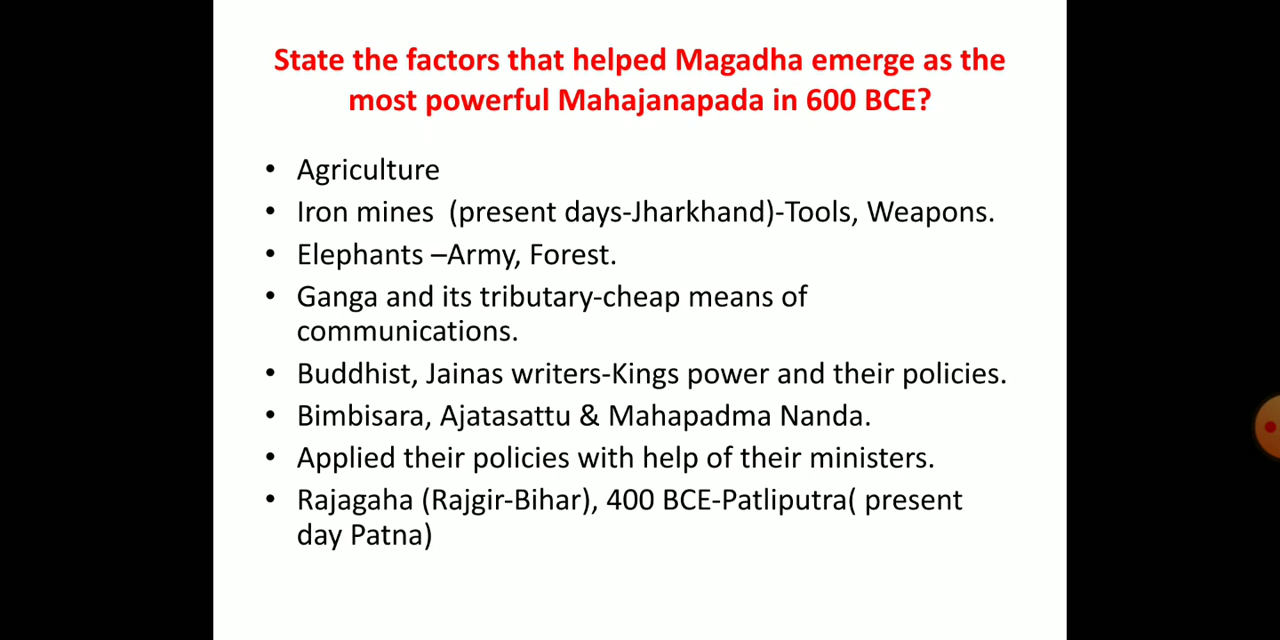 State the factors that helped Magadha emerge as the
most powerful Mahajanapada in 600 BCE?
• Agriculture
• Iron mines  (present days-Jharkhand)-Tools, Weapons.
• Elephants –Army, Forest.
• Ganga and its tributary-cheap means of
communications.
• Buddhist, Jainas writers-Kings power and their policies.
• Bimbisara, Ajatasattu & Mahapadma Nanda.
• Applied their policies with help of their ministers.
• Rajagaha (Rajgir-Bihar), 400 BCE-Patliputra( present
day Patna)